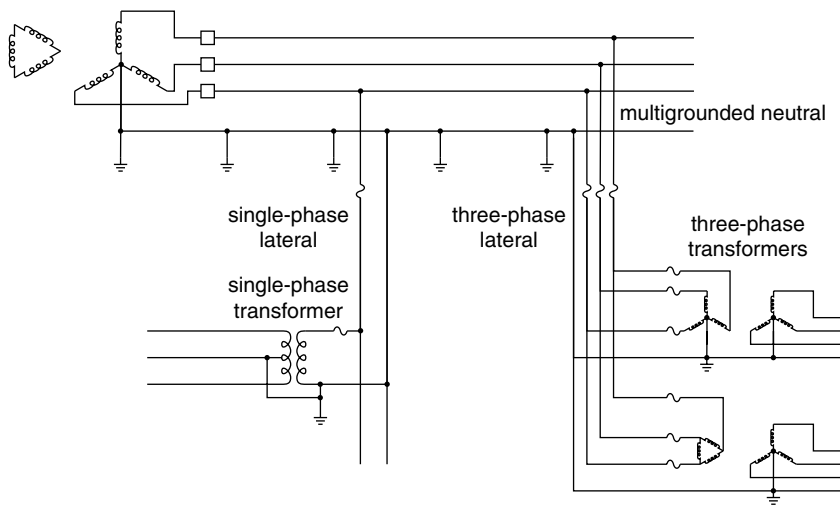 multigrounded neutral
single-phase
lateral
three-phase
lateral
three-phase
transformers
single-phase
transformer